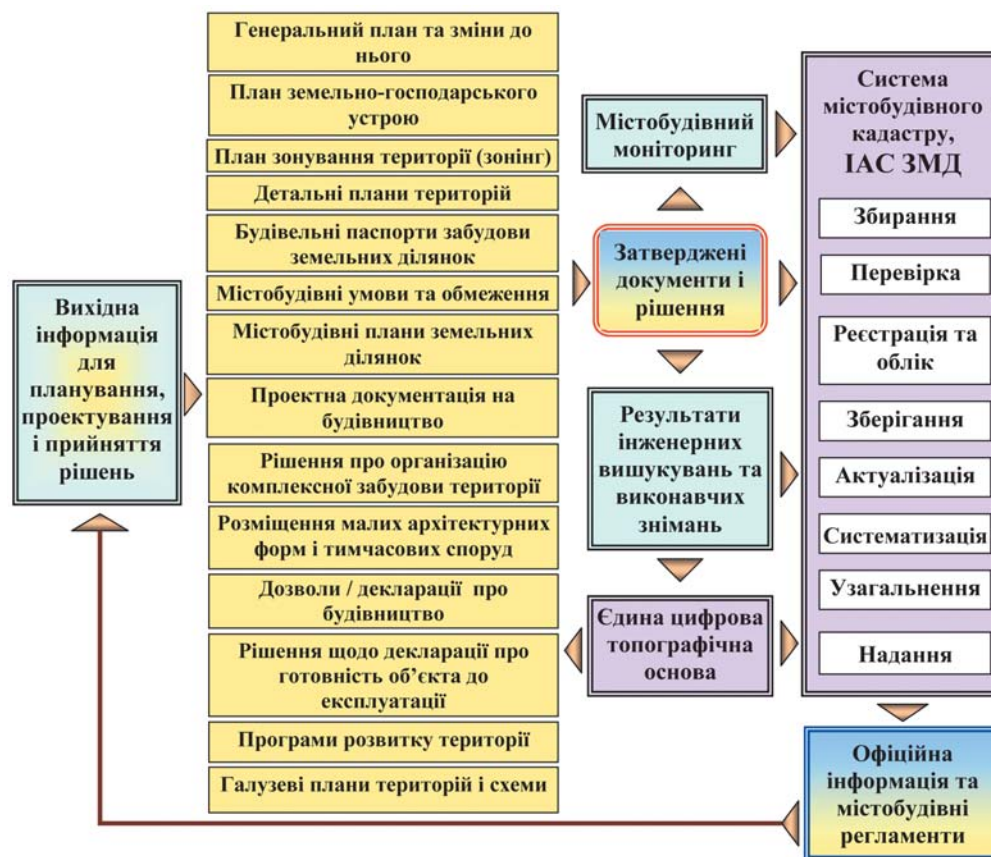 Вихідна
інформація
для
планування,
проектування
і прийняття
рішень
Генеральний план та зміни до
нього
План земельно-господарського
устрою
План зонування території (зонінг)
Детальні плани територій
Будівельні паспорти забудови
земельних ділянок
Містобудівні умови та обмеження
Містобудівні плани земельних
ділянок
Проектна документація на
будівництво
Рішення про організацію
комплексної забудови території
Розміщення малих архітектурних
форм і тимчасових споруд
Дозволи / декларації про
будівництво
Рішення щодо декларації про
готовність об’єкта до
експлуатації
Програми розвитку території
Галузеві плани територій і схеми
Містобудівний
моніторинг
Затверджені
документи і
рішення
Результати
інженерних
вишукувань та
виконавчих
знімань
Єдина цифрова
топографічна
основа
Система
містобудівного
кадастру,
ІАС ЗМД
Збирання
Перевірка
Реєстрація та
облік
Зберігання
Актуалізація
Систематизація
Узагальнення
Надання
Офіційна
інформація та
містобудівні
регламенти